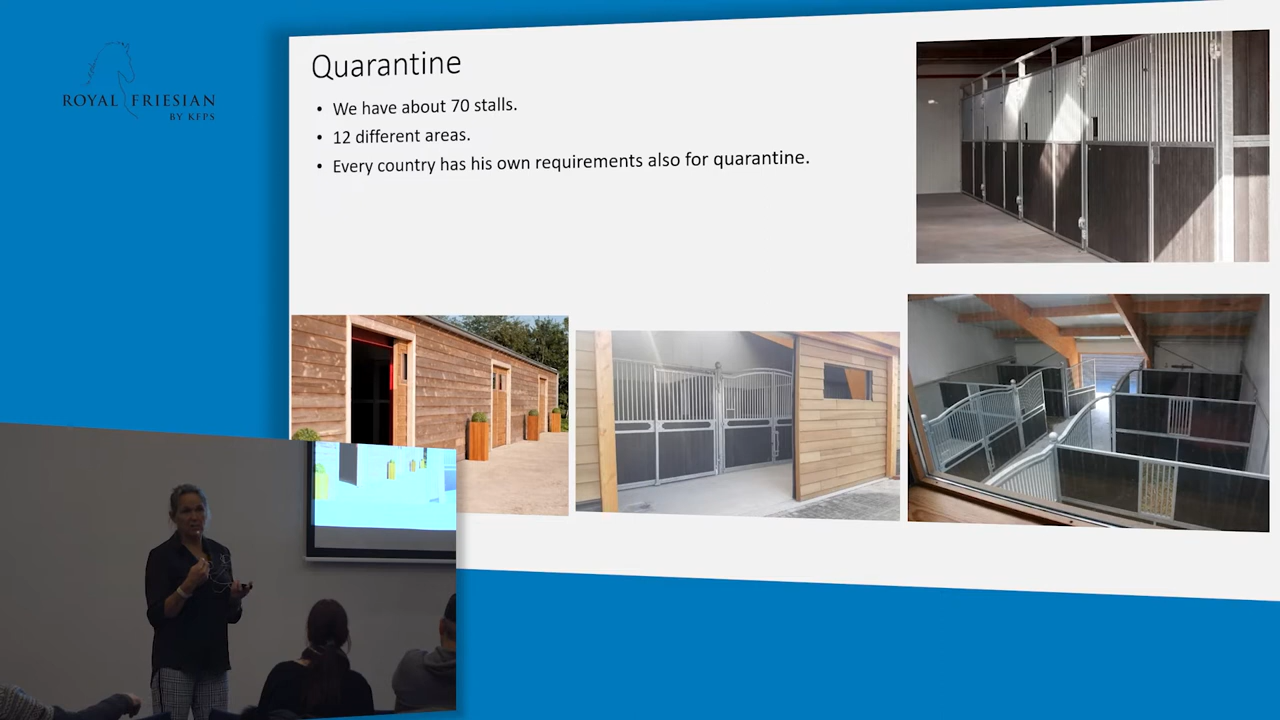 ROYAL FRIESIAN
BY KFPS
Quarantine
• We have about 70 stalls.
• 12 different areas.
• Every country has his own requirements also for quarantine.